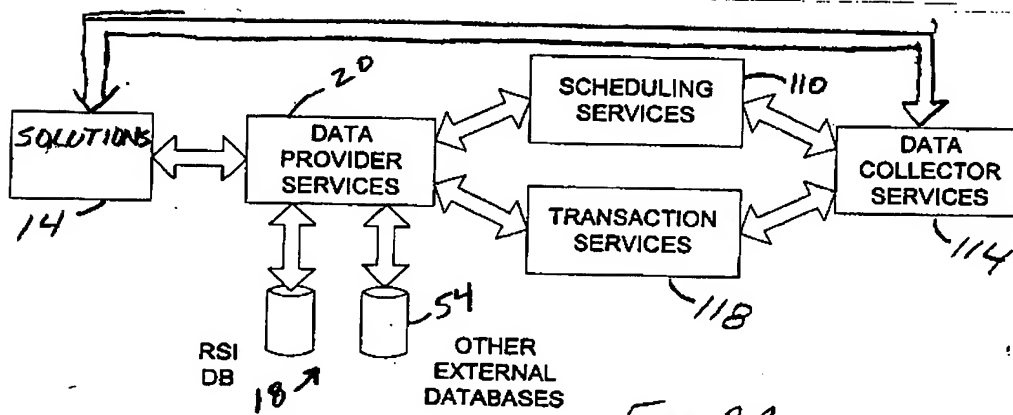 SOLUTIONS
14
20
DATA
PROVIDER
SERVICES
SCHEDULING
SERVICES
110
TRANSACTION
SERVICES
118
DATA
COLLECTOR
SERVICES
114
RSI
DB
18
54
OTHER
EXTERNAL
DATABASES